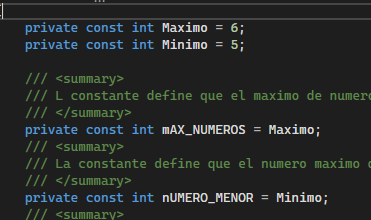 private const int Maximo = 6;
private const int Minimo = 5;
/// <summary>
/// L constante define que el maximo de numero
/// </summary>
private const int mAX_NUMEROS = Maximo;
/// <summary>
/// La constante define que el numero maximo
/// </summary>
private const int nUMERO_MENOR = Minimo;
/// <summary>